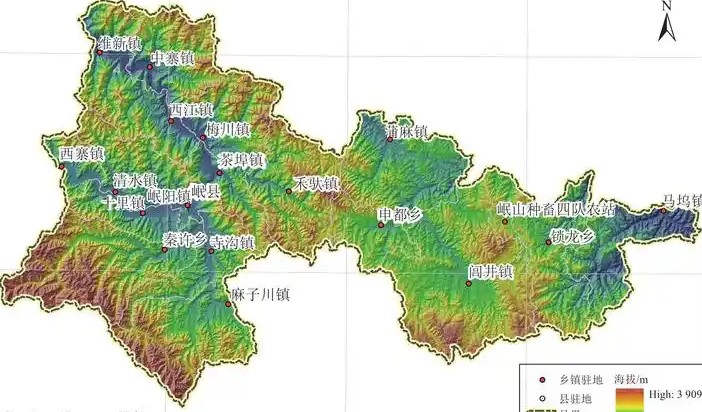 N
维新镇
中寨镇
西江镇
梅川镇
蒲麻镇
西寨镇
茶埠镇
清水镇
禾驮镇
岷阳镇
岷县
十里镇
马坞镇
申都乡
岷山种畜四队农站
锁龙乡
秦许乡
寺沟镇
闾井镇
麻子川镇
乡镇驻地
海拔/m
县驻地
High: 3 909